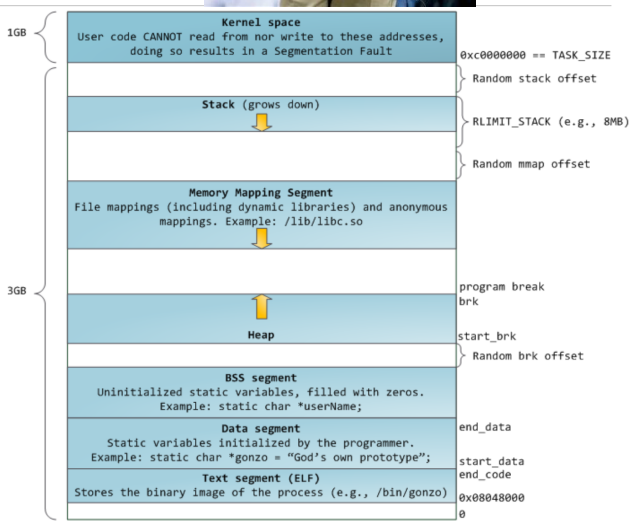 Kernel space
1GB
User code CANNOT read from nor write to these addresses,
doing so results in a Segmentation Fault
0xc0000000 == TASK_SIZE
Random stack offset
Stack (grows down)
RLIMIT_STACK (e.g., 8MB)
Random mmap offset
Memory Mapping Segment
File mappings (including dynamic libraries) and anonymous
mappings. Example: /lib/libc.so
3GB
program break
brk
Heap
start_brk
Random brk offset
BSS segment
Uninitialized static variables, filled with zeros.
Example: static char *userName;
Data segment
end_data
Static variables initialized by the programmer.
Example: static char *gonzo = “God's own prototype”;
start_data
end_code
Text segment (ELF)
Stores the binary image of the process (e.g., /bin/gonzo)
0x08048000
0